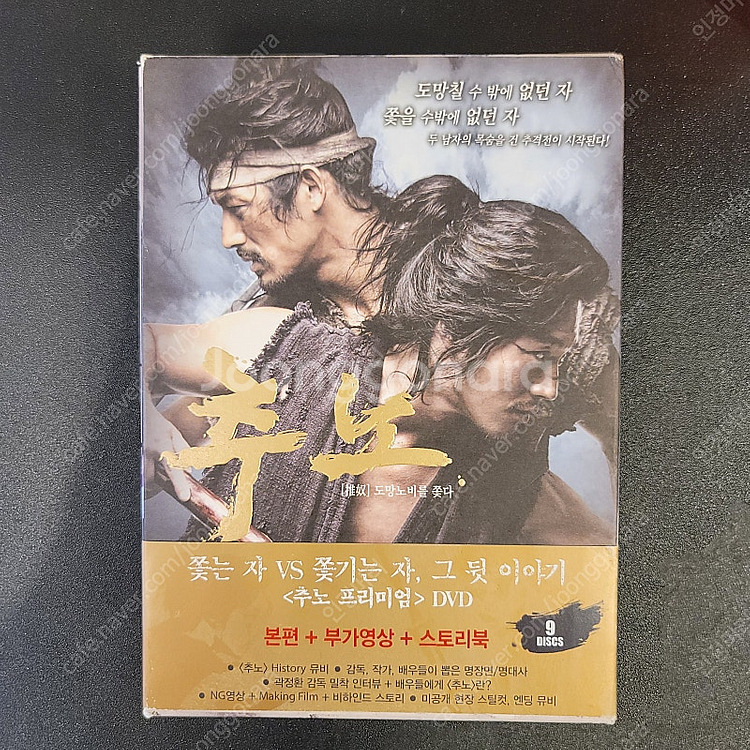 도망칠 수 밖에 없던 자
쫓을 수밖에 없던 자
두 남자의 목숨을 건 추격전이 시작된다!
Joonggonara
추노
[推奴] 도망노비를 쫓다
쫓는 자 VS 쫓기는 자, 그 뒷 이야기
<추노 프리미엄> DVD
본편 + 부가영상 + 스토리북
9
DISCS
• <추노> History 뮤비 • 감독, 작가, 배우들이 뽑은 명장면/명대사
• 곽정환 감독 밀착 인터뷰 + 배우들에게 <추노>란?
• NG영상 + Making Film + 비하인드 스토리 • 미공개 현장 스틸컷, 엔딩 뮤비
cafe.naver.com/joonggonara